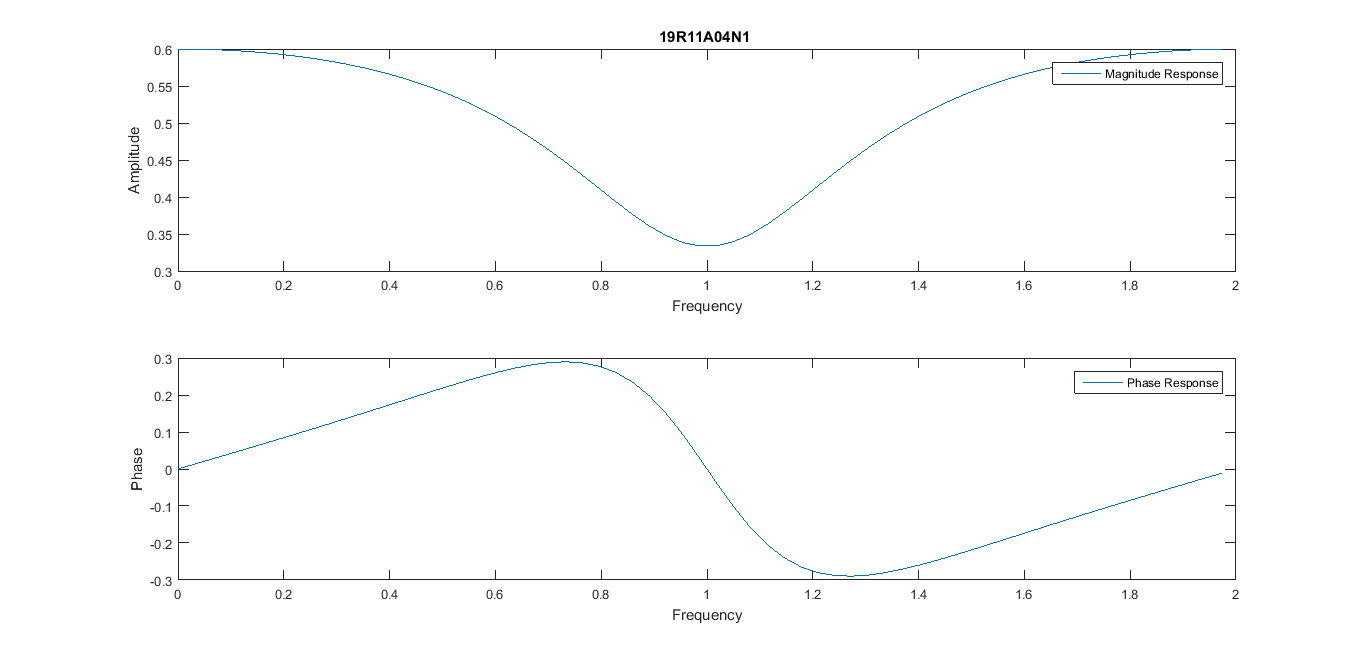 19R11A04N1
0.6
0.55
0.5
0.45
0.4
0.35
0.3
Amplitude
Magnitude Response
0 0.2 0.4 0.6 0.8 1 1.2 1.4 1.6 1.8 2
Frequency
0.3
0.2
0.1
0
-0.1
-0.2
-0.3
Phase
Phase Response
0 0.2 0.4 0.6 0.8 1 1.2 1.4 1.6 1.8 2
Frequency